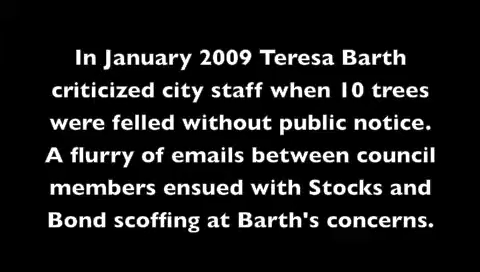 In January 2009 Teresa Barth
criticized city staff when 10 trees
were felled without public notice.
A flurry of emails between council
members ensued with Stocks and
Bond scoffing at Barth's concerns.